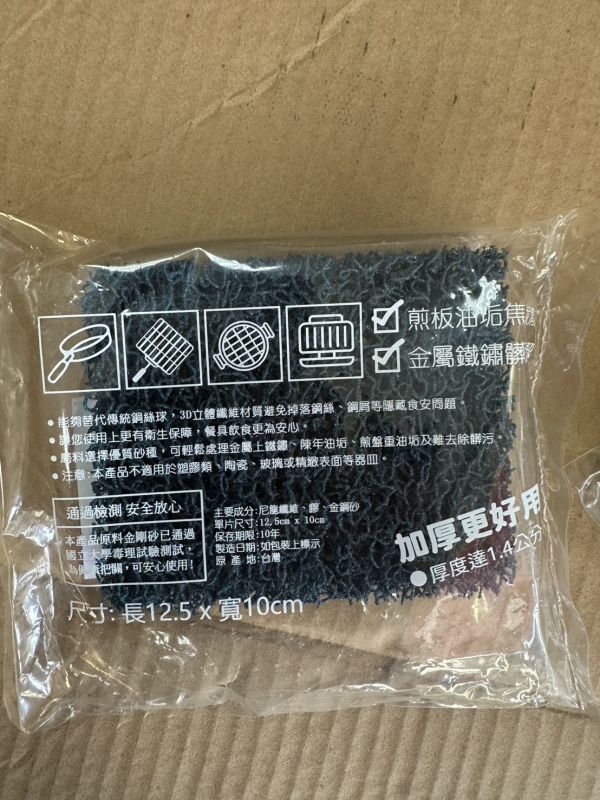 煎板油垢焦
金屬鐵鏽髒
能夠替代傳統鋼絲球，3D立體纖維材質避免掉落鋼絲、鋼屑等隱藏食安問題。
讓您使用上更有衛生保障，餐具飲食更為安心。
磨料選擇優質砂種，可輕鬆處理金屬上鐵鏽、陳年油垢、煎盤重油垢及難去除髒污。
注意:本產品不適用於塑膠類、陶瓷、玻璃或精緻表面等器皿。
通過檢測 安全放心
本產品原料金剛砂已通過
國立大學毒理試驗測試，
為健康把關，可安心使用！
主要成分:尼龍纖維、膠、金鋼砂
單片尺寸:12.5cm x 10cm
保存期限:10年
製造日期:如包裝上標示
原 產 地:台灣
加厚更好用
厚度達1.4公分
尺寸: 長12.5 x 寬10cm